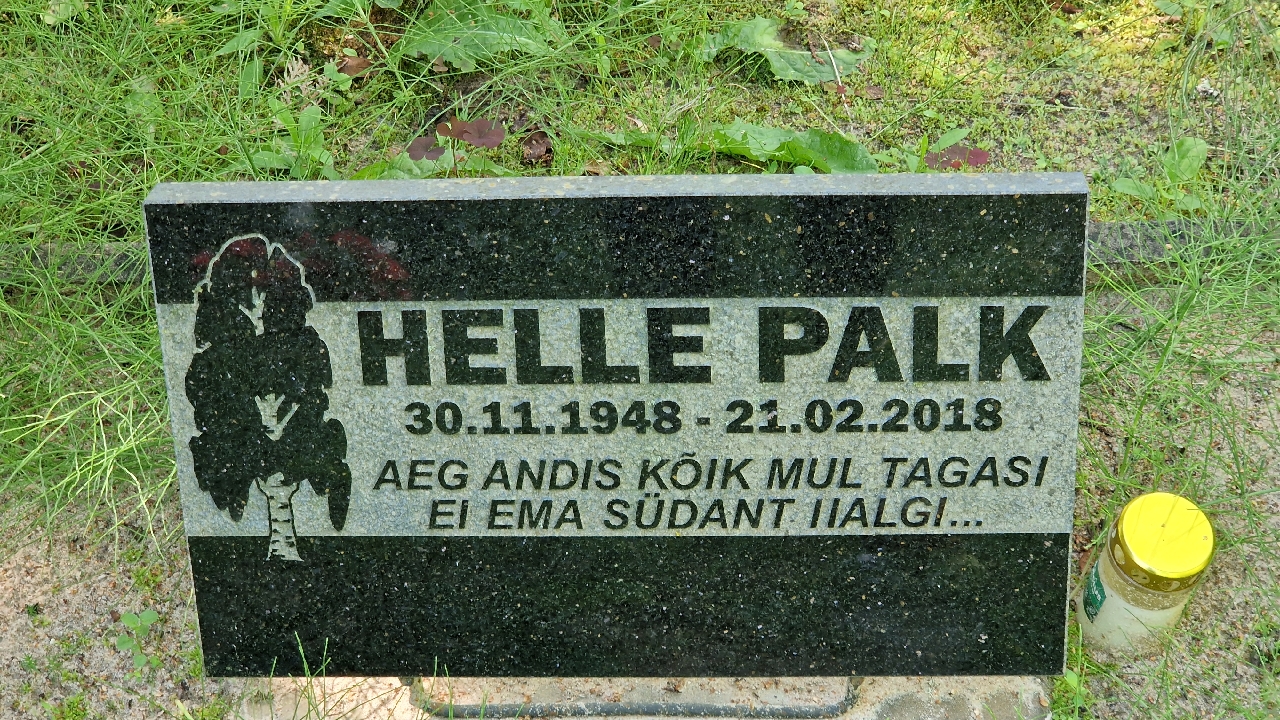 HELLE PALK
30.11.1948 - 21.02.2018
AEG ANDIS KÕIK MUL TAGASI
EI EMA SÜDANT IIALGI...